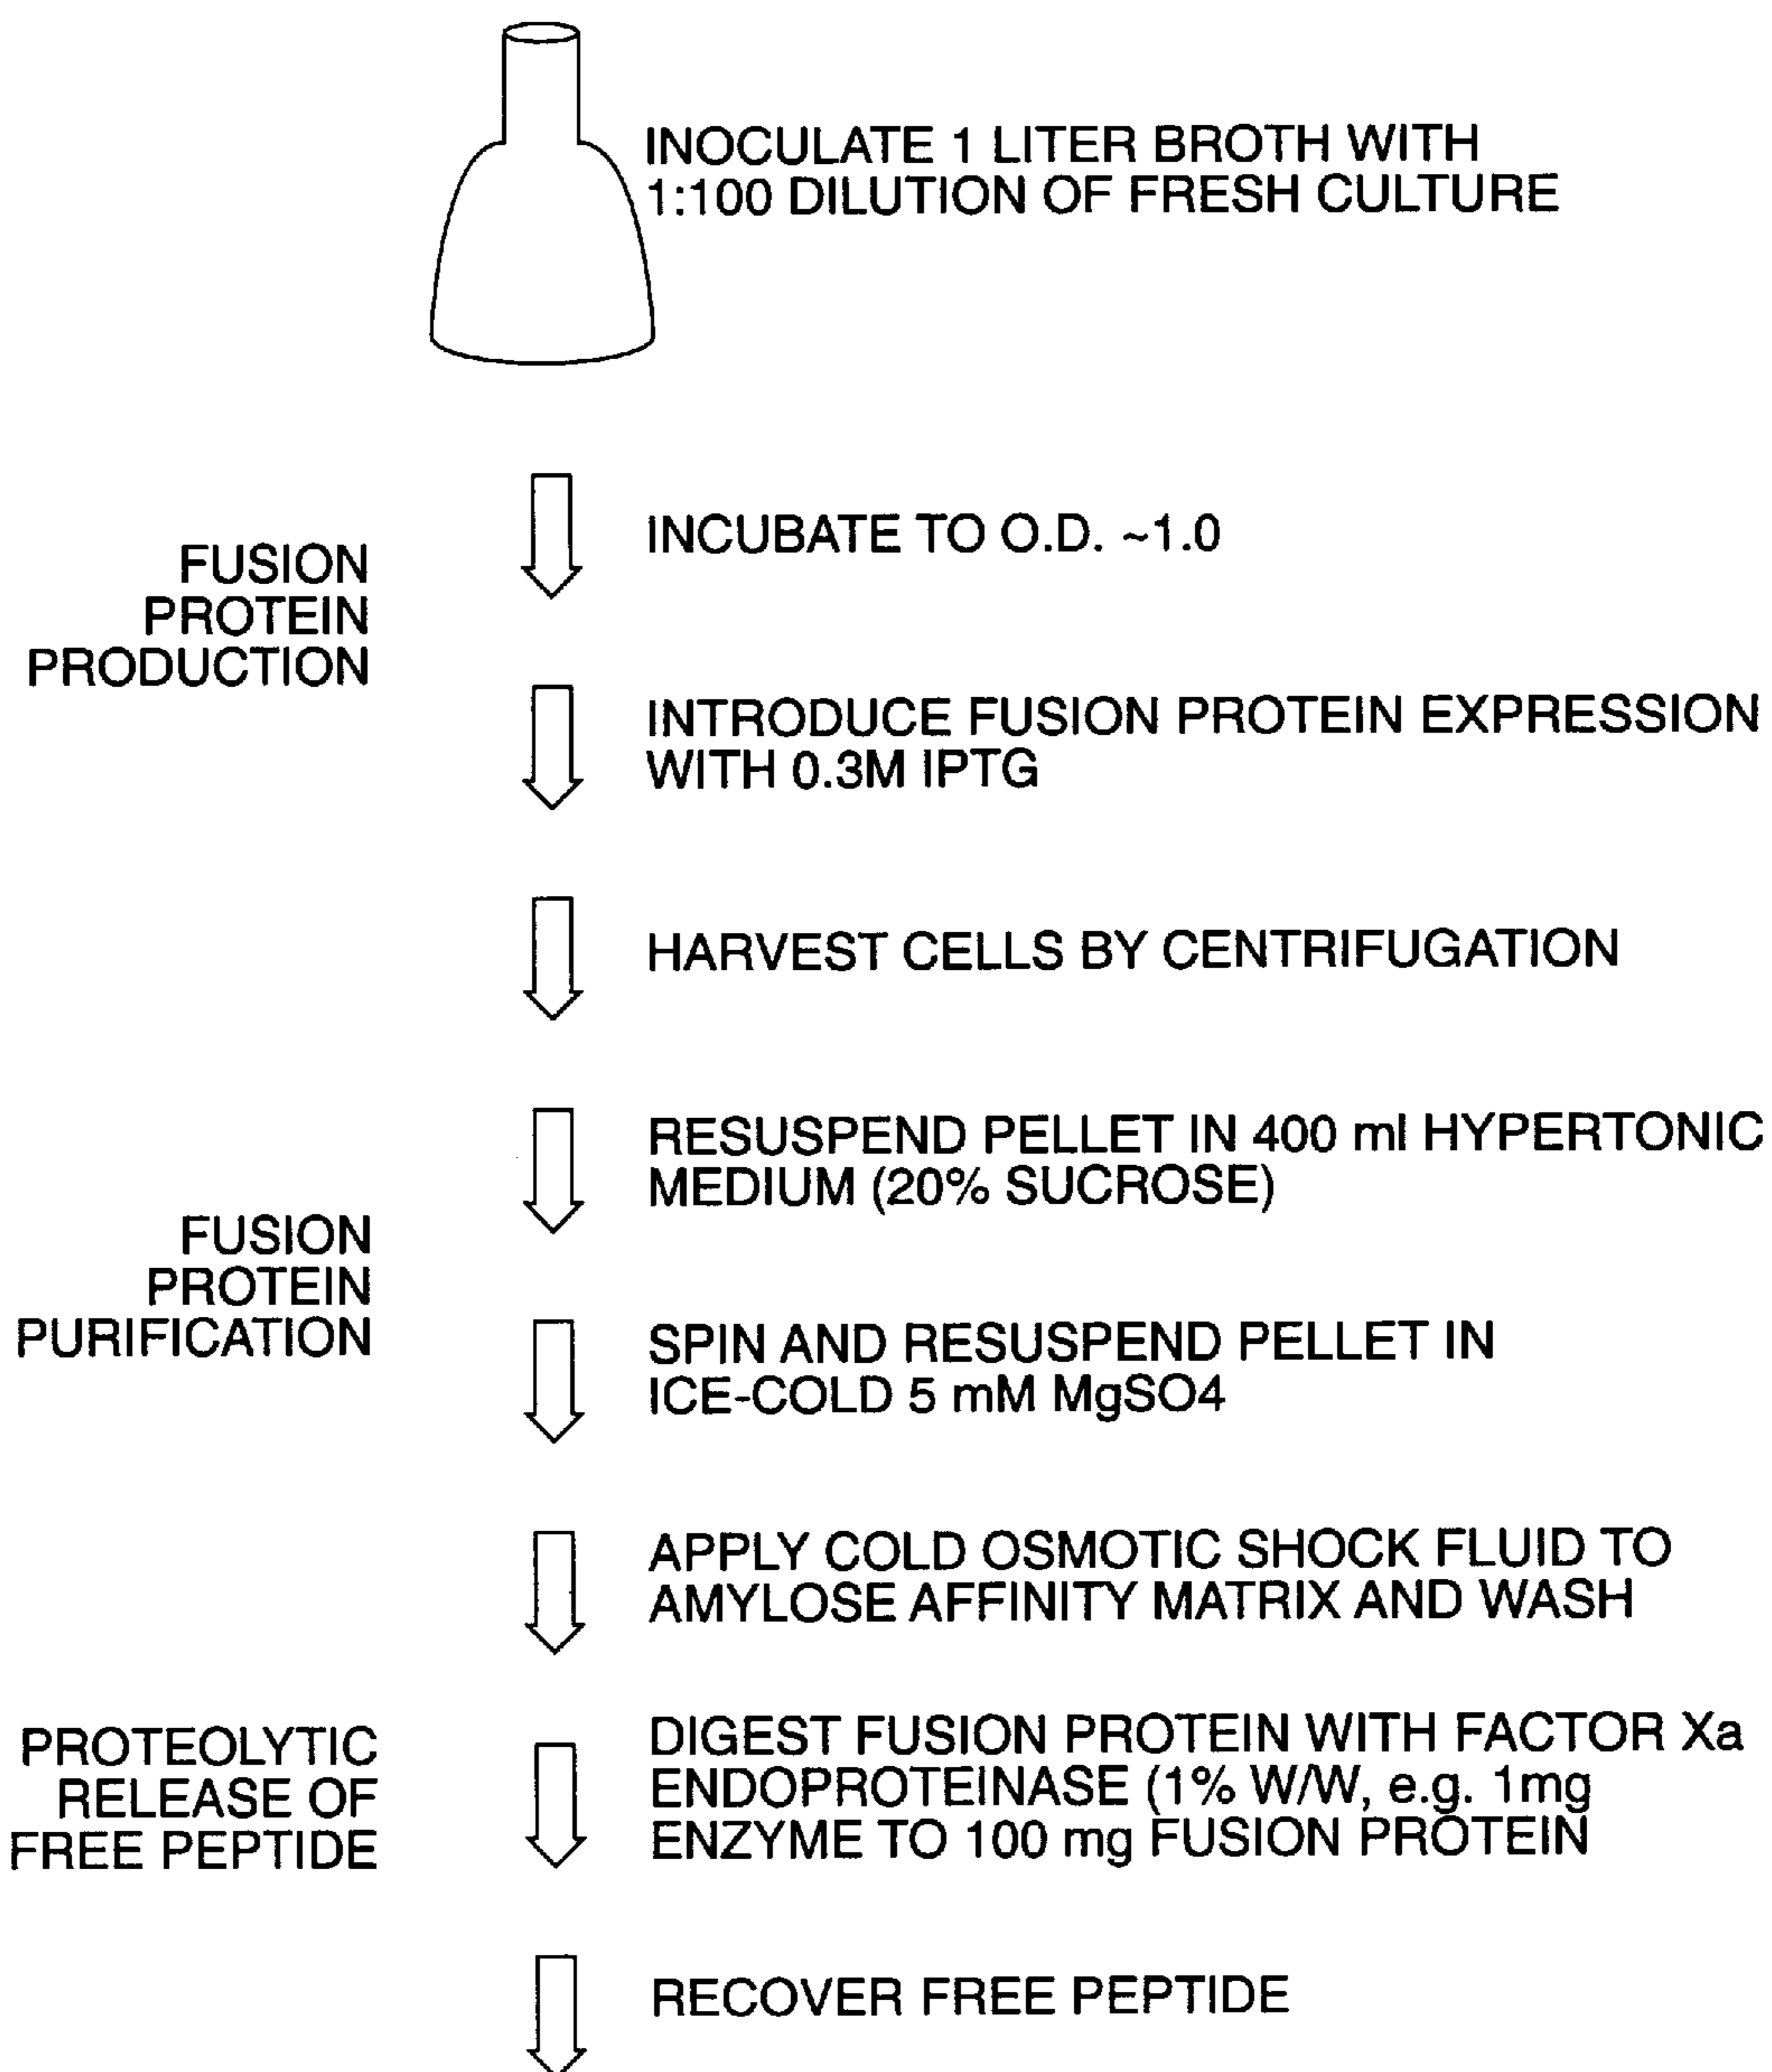 INOCULATE 1 LITER BROTH WITH
1:100 DILUTION OF FRESH CULTURE
FUSION
PROTEIN
PRODUCTION
INCUBATE TO O.D. ~1.0
INTRODUCE FUSION PROTEIN EXPRESSION
WITH 0.3M IPTG
HARVEST CELLS BY CENTRIFUGATION
FUSION
PROTEIN
PURIFICATION
RESUSPEND PELLET IN 400 ml HYPERTONIC
MEDIUM (20% SUCROSE)
SPIN AND RESUSPEND PELLET IN
ICE-COLD 5 mM MgSO4
APPLY COLD OSMOTIC SHOCK FLUID TO
AMYLOSE AFFINITY MATRIX AND WASH
PROTEOLYTIC
RELEASE OF
FREE PEPTIDE
DIGEST FUSION PROTEIN WITH FACTOR Xa
ENDOPROTEINASE (1% W/W, e.g. 1mg
ENZYME TO 100 mg FUSION PROTEIN
RECOVER FREE PEPTIDE